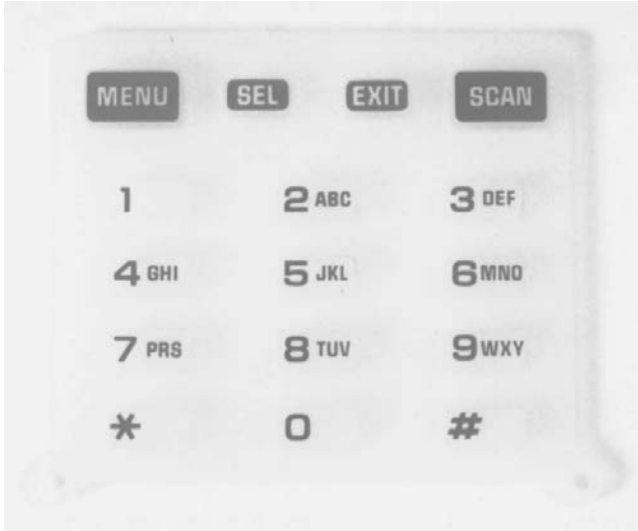 MENU SEL EXIT SCAN
1 2 ABC 3 DEF
4 GHI 5 JKL 6 MNO
7 PRS 8 TUV 9 WXY
* 0 #